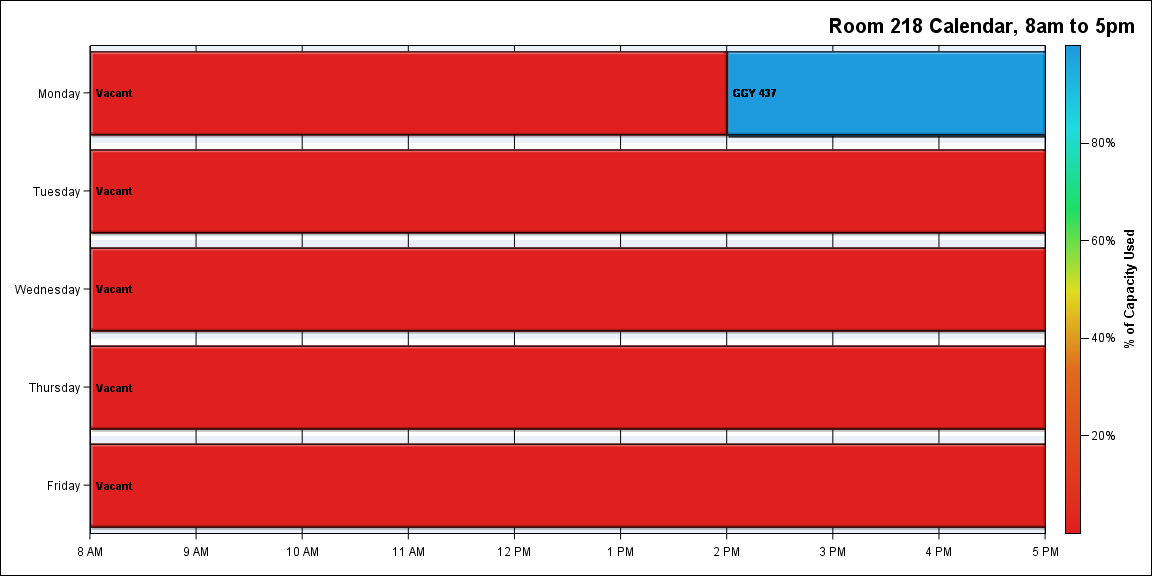 Room 218 Calendar, 8am to 5pm
Monday
Vacant
GGY 437
Tuesday
Vacant
Wednesday
Vacant
Thursday
Vacant
Friday
Vacant
8 AM 9 AM 10 AM 11 AM 12 PM 1 PM 2 PM 3 PM 4 PM 5 PM
80%
60%
40%
20%
% of Capacity Used